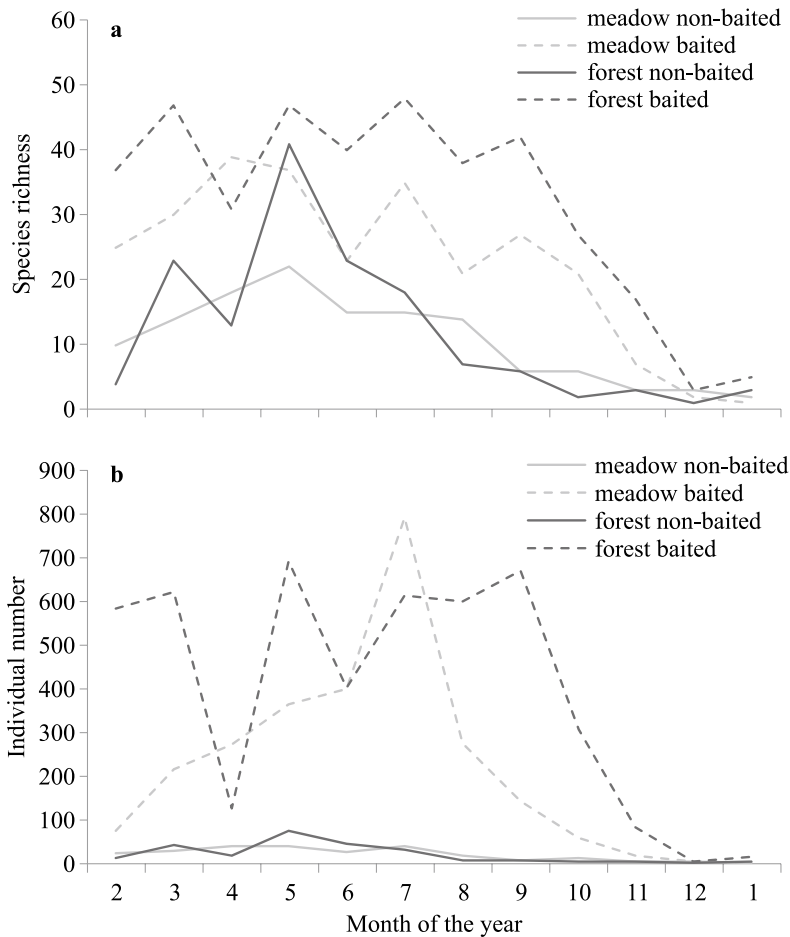 a
meadow non-baited
meadow baited
forest non-baited
forest baited
60
50
40
30
20
10
0
Species richness
b
meadow non-baited
meadow baited
forest non-baited
forest baited
900
800
700
600
500
400
300
200
100
0
Individual number
2 3 4 5 6 7 8 9 10 11 12 1
Month of the year